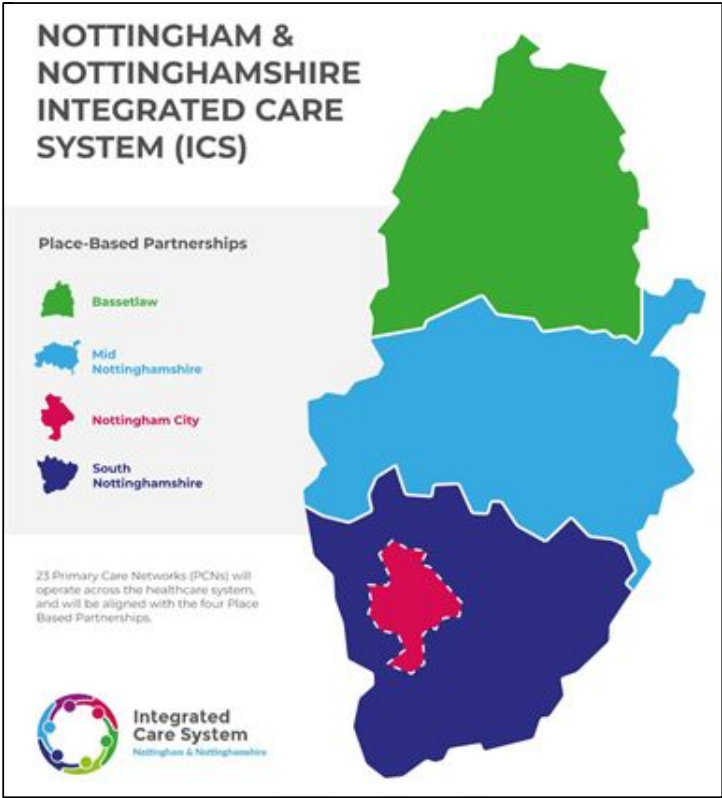 NOTTINGHAM &
NOTTINGHAMSHIRE
INTEGRATED CARE
SYSTEM (ICS)
Place-Based Partnerships
Bassetlaw
Mid
Nottinghamshire
Nottingham City
South
Nottinghamshire
23 Primary Care Networks (PCNs) will
operate across the healthcare system,
and will be aligned with the four Place
Based Partnerships.
Integrated
Care System
Nottingham & Nottinghamshire